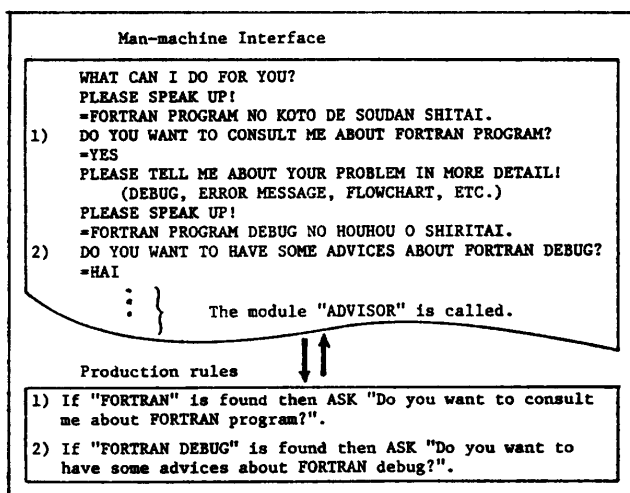 Man-machine Interface
WHAT CAN I DO FOR YOU?
PLEASE SPEAK UP!
=FORTRAN PROGRAM NO KOTO DE SOUDAN SHITAI.
1) DO YOU WANT TO CONSULT ME ABOUT FORTRAN PROGRAM?
=YES
PLEASE TELL ME ABOUT YOUR PROBLEM IN MORE DETAIL!
(DEBUG, ERROR MESSAGE, FLOWCHART, ETC.)
PLEASE SPEAK UP!
=FORTRAN PROGRAM DEBUG NO HOUHOU O SHIRITAI.
2) DO YOU WANT TO HAVE SOME ADVICES ABOUT FORTRAN DEBUG?
=HAI
The module "ADVISOR" is called.
Production rules
1) If "FORTRAN" is found then ASK "Do you want to consult
me about FORTRAN program?".
2) If "FORTRAN DEBUG" is found then ASK "Do you want to
have some advices about FORTRAN debug?".